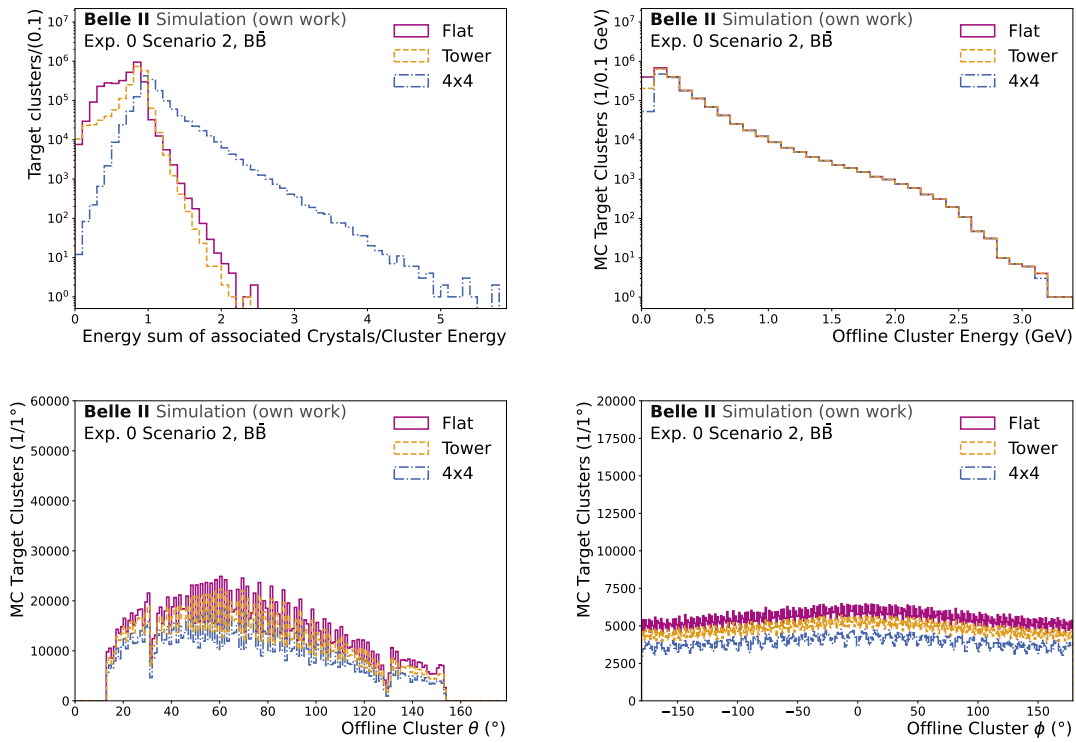 Belle II Simulation (own work)
Exp. 0 Scenario 2, BB̄
Flat
Tower
4x4
Target clusters/(0.1)
10⁷
10⁶
10⁵
10⁴
10³
10²
10¹
10⁰
0 1 2 3 4 5
Energy sum of associated Crystals/Cluster Energy
Belle II Simulation (own work)
Exp. 0 Scenario 2, BB̄
Flat
Tower
4x4
MC Target Clusters (1/0.1 GeV)
10⁷
10⁶
10⁵
10⁴
10³
10²
10¹
10⁰
0.0 0.5 1.0 1.5 2.0 2.5 3.0
Offline Cluster Energy (GeV)
Belle II Simulation (own work)
Exp. 0 Scenario 2, BB̄
Flat
Tower
4x4
MC Target Clusters (1/1°)
60000
50000
40000
30000
20000
10000
0
0 20 40 60 80 100 120 140 160
Offline Cluster θ (°)
Belle II Simulation (own work)
Exp. 0 Scenario 2, BB̄
Flat
Tower
4x4
MC Target Clusters (1/1°)
20000
17500
15000
12500
10000
7500
5000
2500
0
−150 −100 −50 0 50 100 150
Offline Cluster ϕ (°)